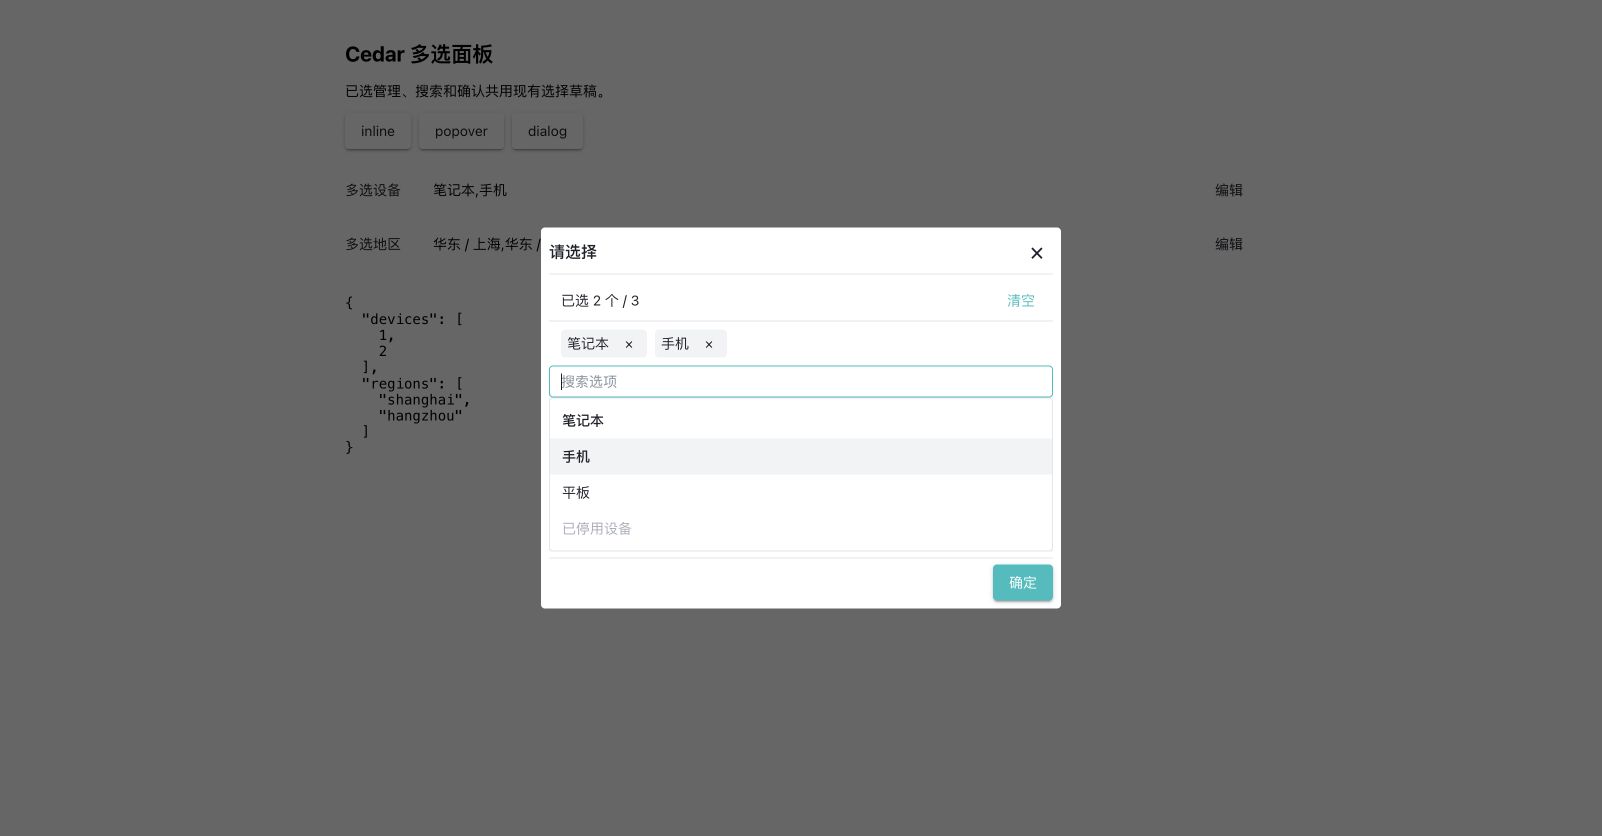 Cedar 多选面板
已选管理、搜索和确认共用现有选择草稿。
inline popover dialog
多选设备 笔记本,手机 编辑
多选地区 华东 / 上海,华东 / 编辑
{
"devices": [
1,
2
],
"regions": [
"shanghai",
"hangzhou"
]
}
请选择 ×
已选 2 个 / 3 清空
笔记本 × 手机 ×
搜索选项
笔记本
手机
平板
已停用设备
确定